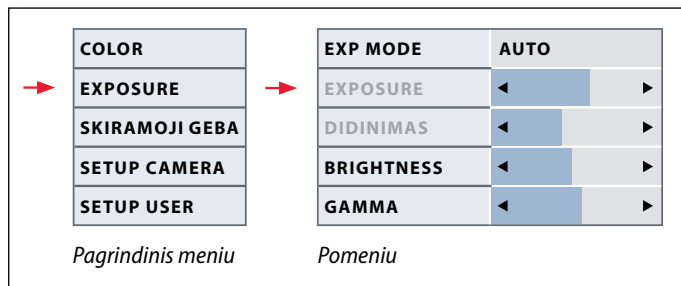 COLOR
EXPOSURE
SKIRAMOJI GEBA
SETUP CAMERA
SETUP USER
Pagrindinis meniu
EXP MODE AUTO
EXPOSURE
DIDINIMAS
BRIGHTNESS
GAMMA
Pomeniu